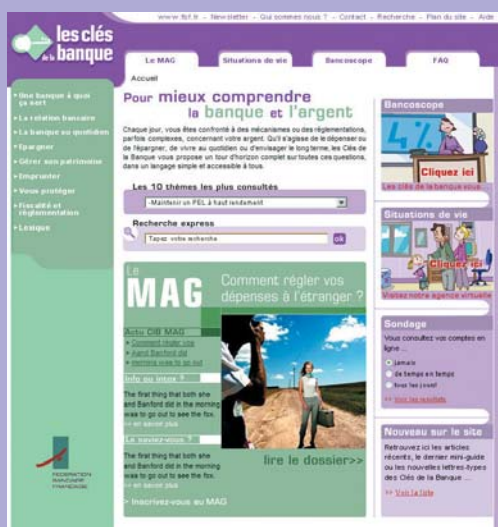 www.fbf.fr - Newsletter - Qui sommes nous ? - Contact - Recherche - Plan du site - Aide
les clés
de la banque
Le MAG
Situations de vie
Bancoscope
FAQ
Accueil
Une banque à quoi
ça sert
La relation bancaire
La banque au quotidien
Epargner
Gérer son patrimoine
Emprunter
Vous protéger
Fiscalité et
réglementation
Lexique
FEDERATION
BANCAIRE
FRANCAISE
Pour mieux comprendre
la banque et l'argent
Chaque jour, vous êtes confronté à des mécanismes ou des réglementations,
parfois complexes, concernant votre argent. Qu'il s'agisse de le dépenser ou
de l'épargner, de vivre au quotidien ou d'envisager le long terme, les Clés de
la Banque vous propose un tour d'horizon complet sur toutes ces questions,
dans un langage simple et accessible à tous.
Les 10 thèmes les plus consultés
-Maintenir un PEL à haut rendement
Recherche express
Tapez votre recherche
ok
Le
MAG
Comment régler vos
dépenses à l'étranger ?
Actu CIB MAG
Comment régler vos
Aand Banford did
morning was to go out
Info ou intox ?
The first thing that both she
and Banford did in the morning
was to go out to see the fox.
>> en savoir plus
Le saviez-vous ?
The first thing that both she
and Banford did in the morning
was to go out to see the fox.
>> en savoir plus
lire le dossier>>
> Inscrivez-vous au MAG
Bancoscope
4%
Cliquez ici
Les clés de la banque vous
Situations de vie
Cliquez ici
Visitez notre agence virtuelle
Sondage
Vous consultez vos comptes en
ligne ...
Jamais
de temps en temps
tous les jours!
>> Voir les resultats
Nouveau sur le site
Retrouvez ici les articles
récents, le dernier mini-guide
ou les nouvelles lettres-types
des Clés de la Banque ...
>> Voir la liste